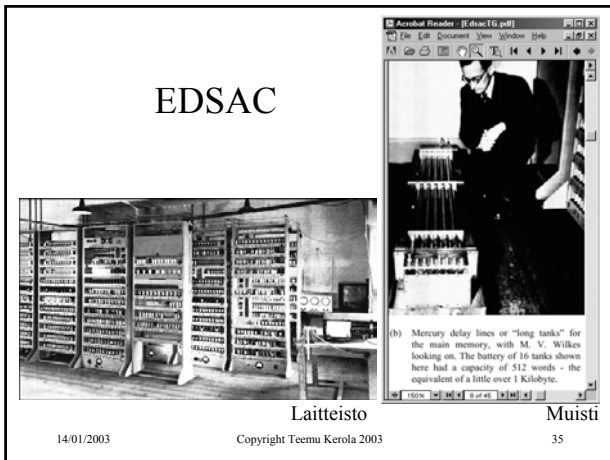 EDSAC
Acrobat Reader - [EdsacTG.pdf]
File Edit Document View Window Help
(b) Mercury delay lines or "long tanks" for
the main memory, with M. V. Wilkes
looking on. The battery of 16 tanks shown
here had a capacity of 512 words - the
equivalent of a little over 1 Kilobyte.
150% 8 of 45
Laitteisto Muisti
14/01/2003 Copyright Teemu Kerola 2003 35